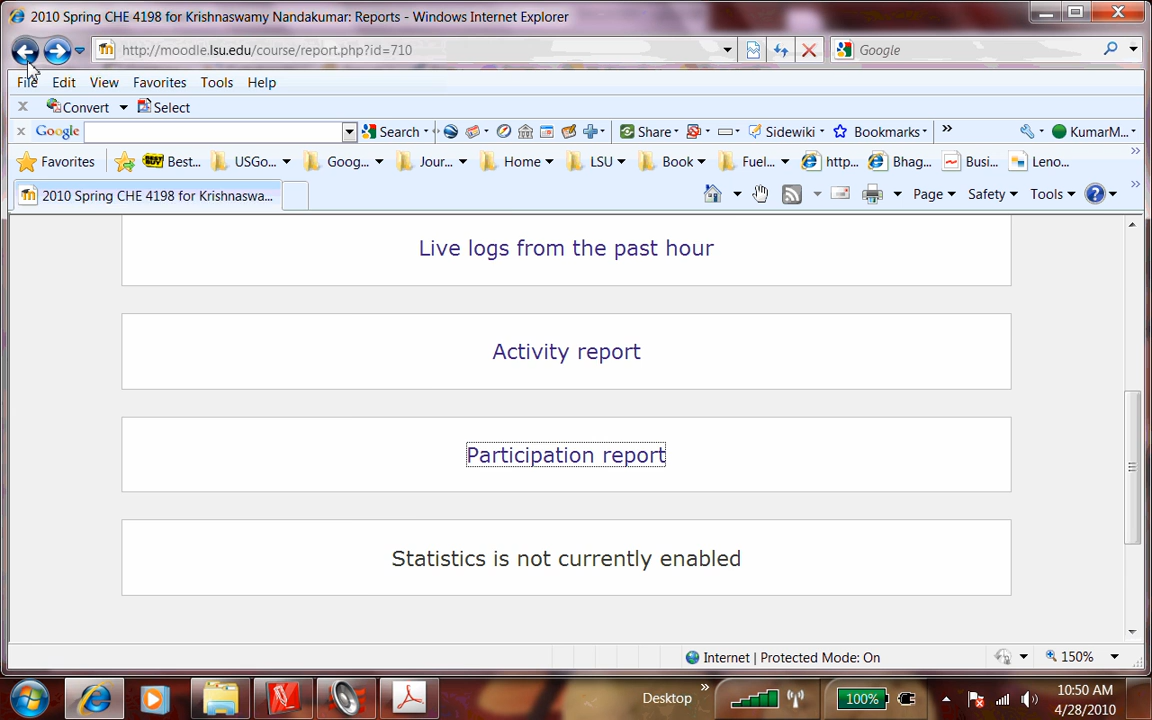 2010 Spring CHE 4198 for Krishnaswamy Nandakumar: Reports - Windows Internet Explorer
http://moodle.lsu.edu/course/report.php?id=710
Google
File Edit View Favorites Tools Help
x Convert Select
x Google Search Share Sidewiki Bookmarks » KumarM...
Favorites Best... USGo... Goog... Jour... Home LSU Book Fuel... http... Bhag... Busi... Leno... »
2010 Spring CHE 4198 for Krishnaswa... Page Safety Tools »
Live logs from the past hour
Activity report
Participation report
Statistics is not currently enabled
Internet | Protected Mode: On 150%
Desktop » 100% 10:50 AM
4/28/2010